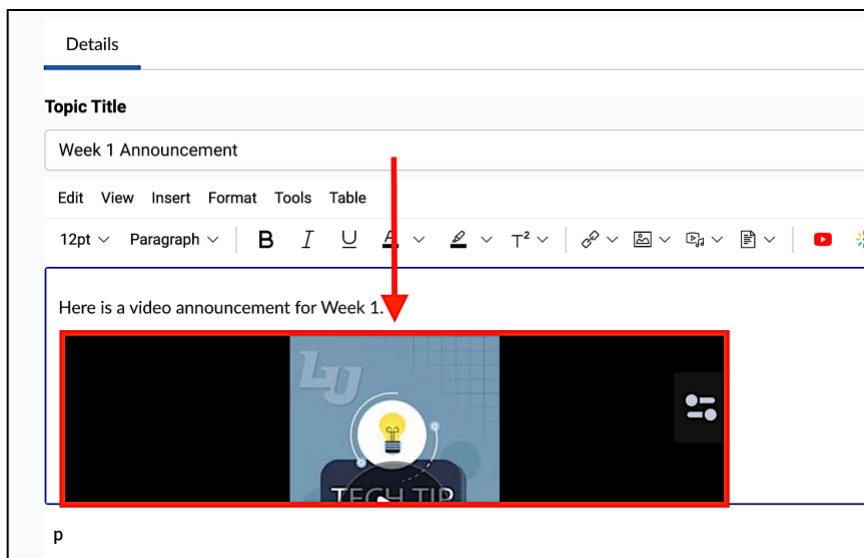 Details
Topic Title
Week 1 Announcement
Edit View Insert Format Tools Table
12pt Paragraph B I U A T²
Here is a video announcement for Week 1.
LU
TECH TIP
p